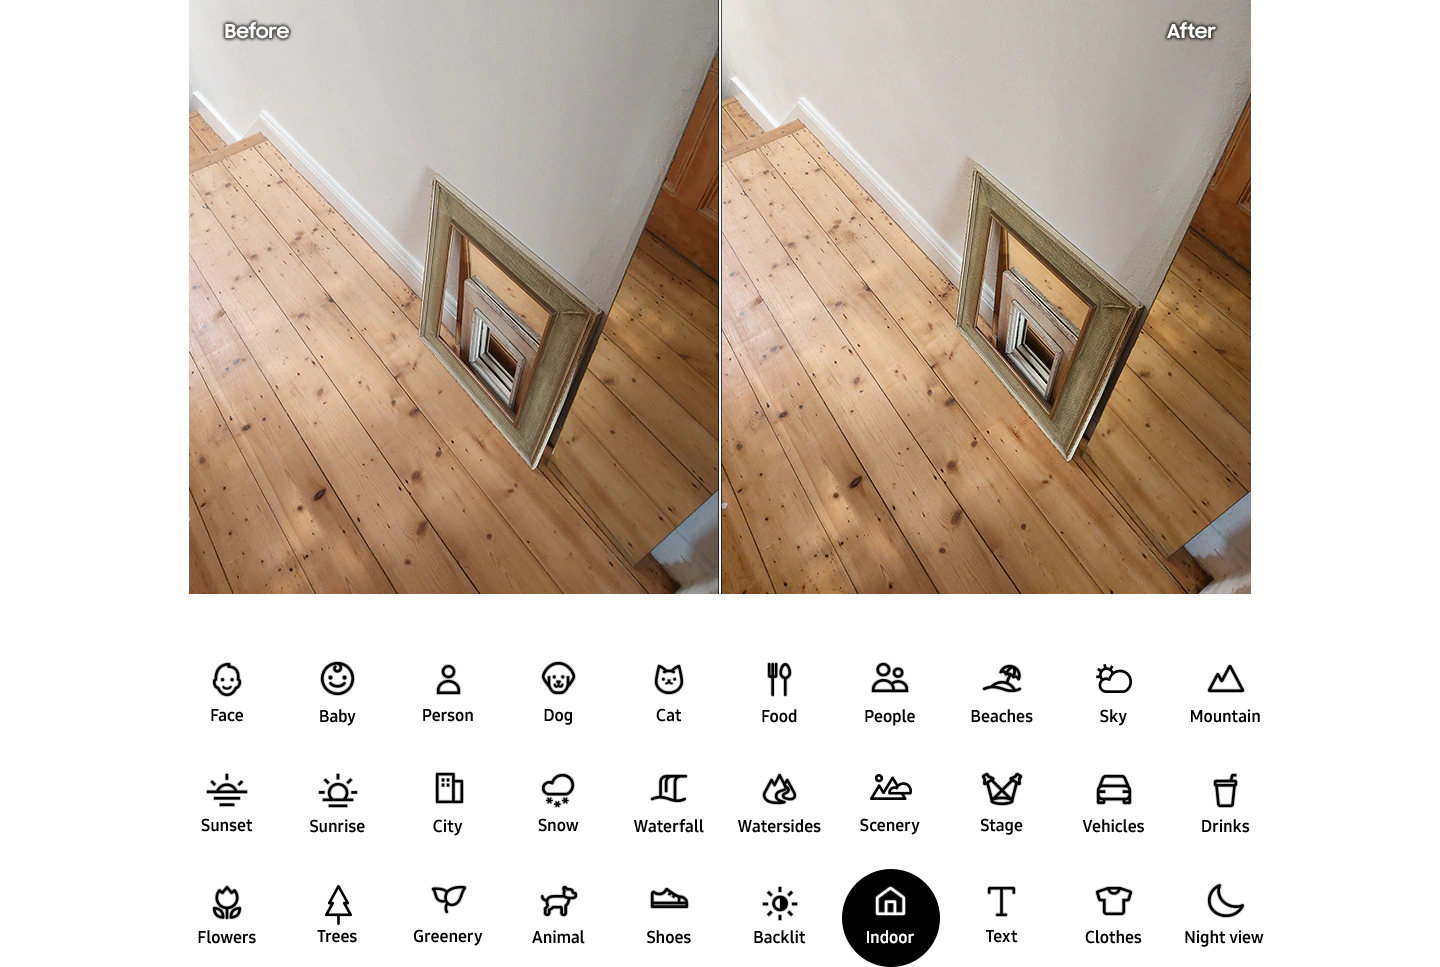 Before
After
Face
Baby
Person
Dog
Cat
Food
People
Beaches
Sky
Mountain
Sunset
Sunrise
City
Snow
Waterfall
Watersides
Scenery
Stage
Vehicles
Drinks
Flowers
Trees
Greenery
Animal
Shoes
Backlit
Indoor
Text
Clothes
Night view